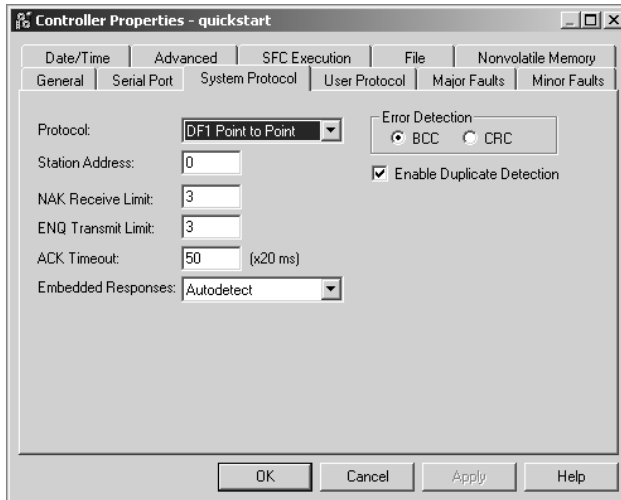 Controller Properties - quickstart
Date/Time Advanced SFC Execution File Nonvolatile Memory
General Serial Port System Protocol User Protocol Major Faults Minor Faults
Protocol: DF1 Point to Point
Error Detection
BCC CRC
Station Address: 0
Enable Duplicate Detection
NAK Receive Limit: 3
ENQ Transmit Limit: 3
ACK Timeout: 50 (x20 ms)
Embedded Responses: Autodetect
OK Cancel Apply Help